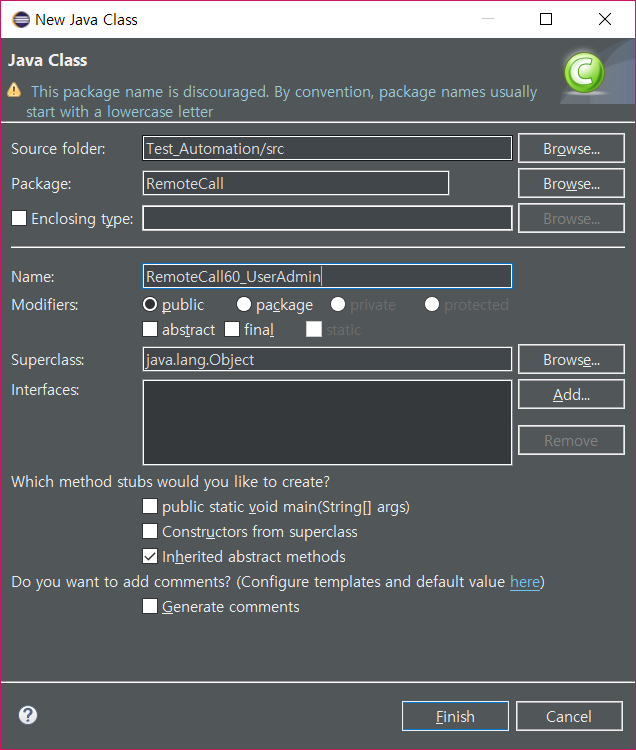 New Java Class
Java Class
This package name is discouraged. By convention, package names usually
start with a lowercase letter
Source folder: Test_Automation/src Browse...
Package: RemoteCall Browse...
Enclosing type: Browse...
Name: RemoteCall60_UserAdmin
Modifiers: public package private protected
abstract final static
Superclass: java.lang.Object Browse...
Interfaces: Add...
Remove
Which method stubs would you like to create?
public static void main(String[] args)
Constructors from superclass
Inherited abstract methods
Do you want to add comments? (Configure templates and default value here)
Generate comments
? Finish Cancel